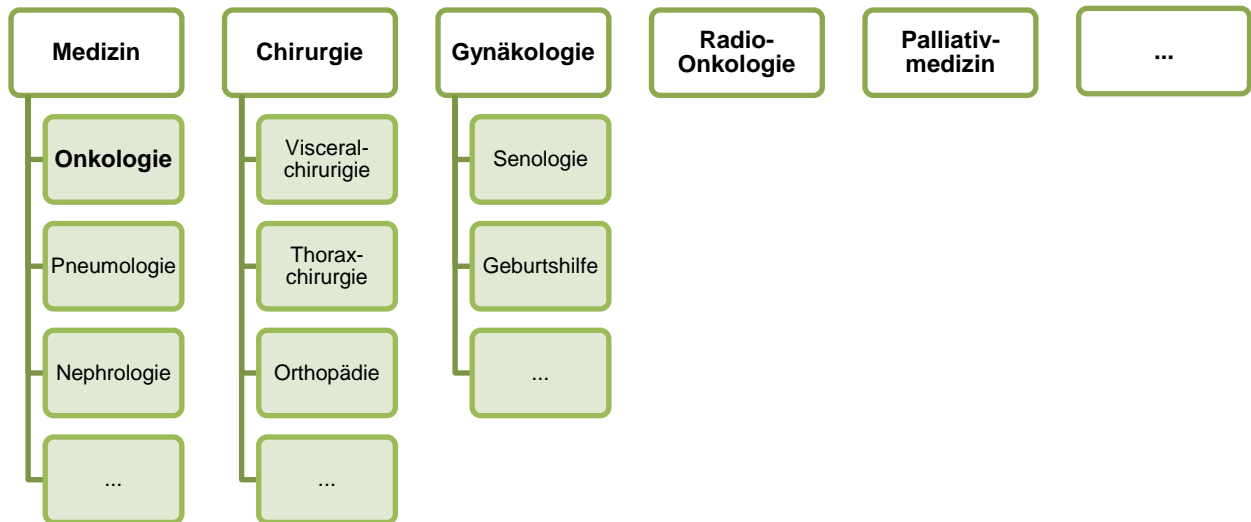 Medizin
Onkologie
Pneumologie
Nephrologie
...
Chirurgie
Visceral-
chirurigie
Thorax-
chirurgie
Orthopädie
...
Gynäkologie
Senologie
Geburtshilfe
...
Radio-
Onkologie
Palliativ-
medizin
...